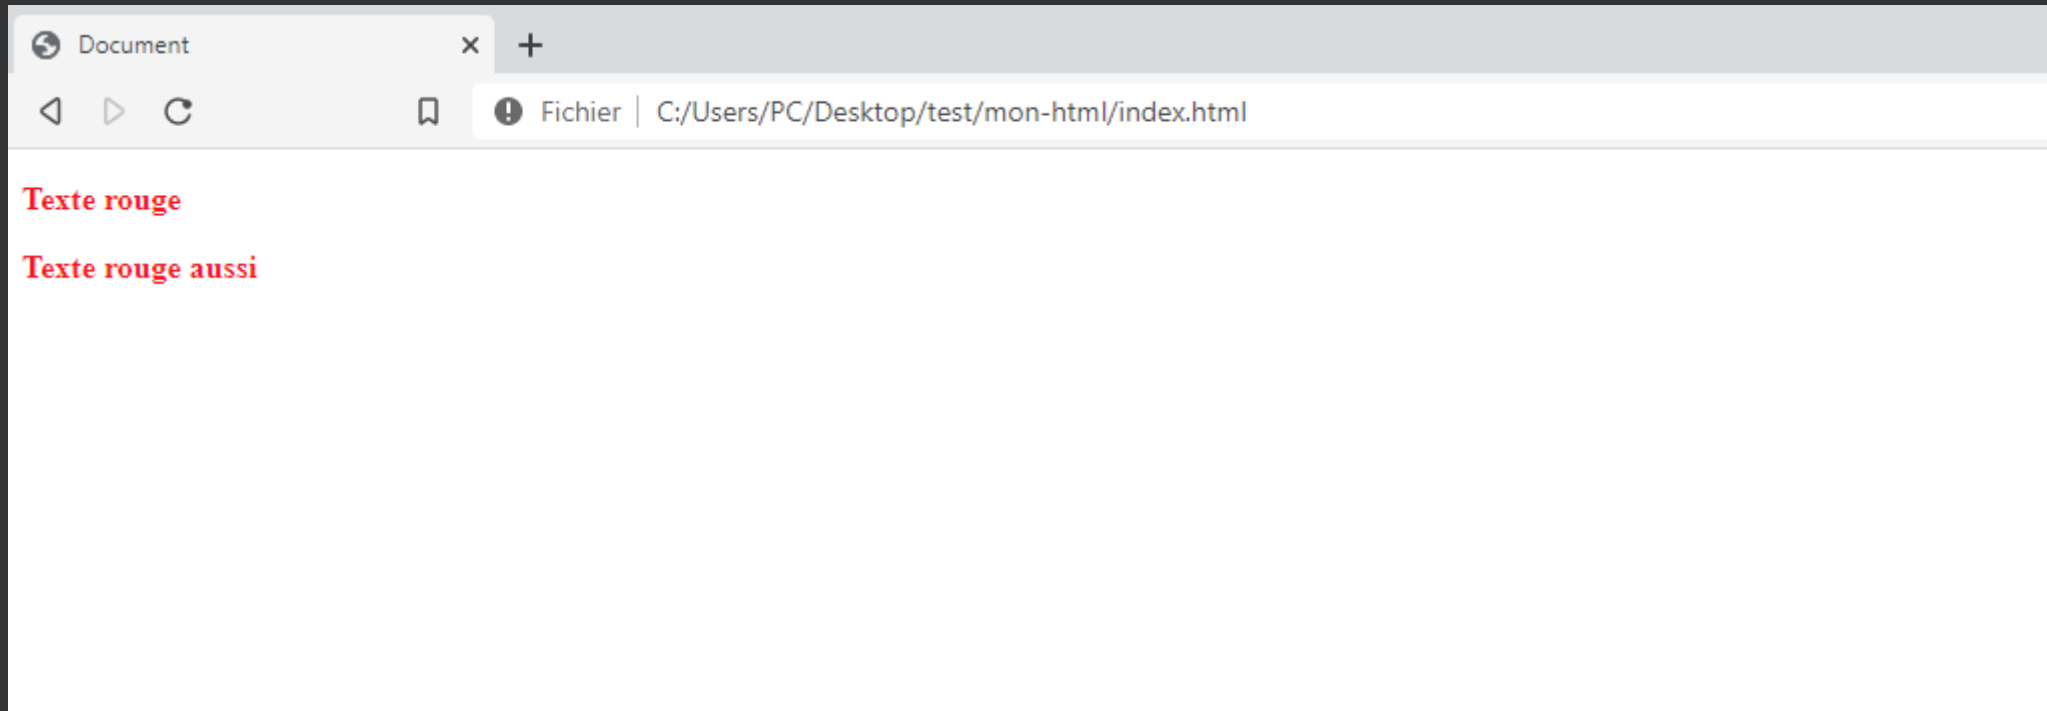 Document
Fichier C:/Users/PC/Desktop/test/mon-html/index.html
Texte rouge
Texte rouge aussi